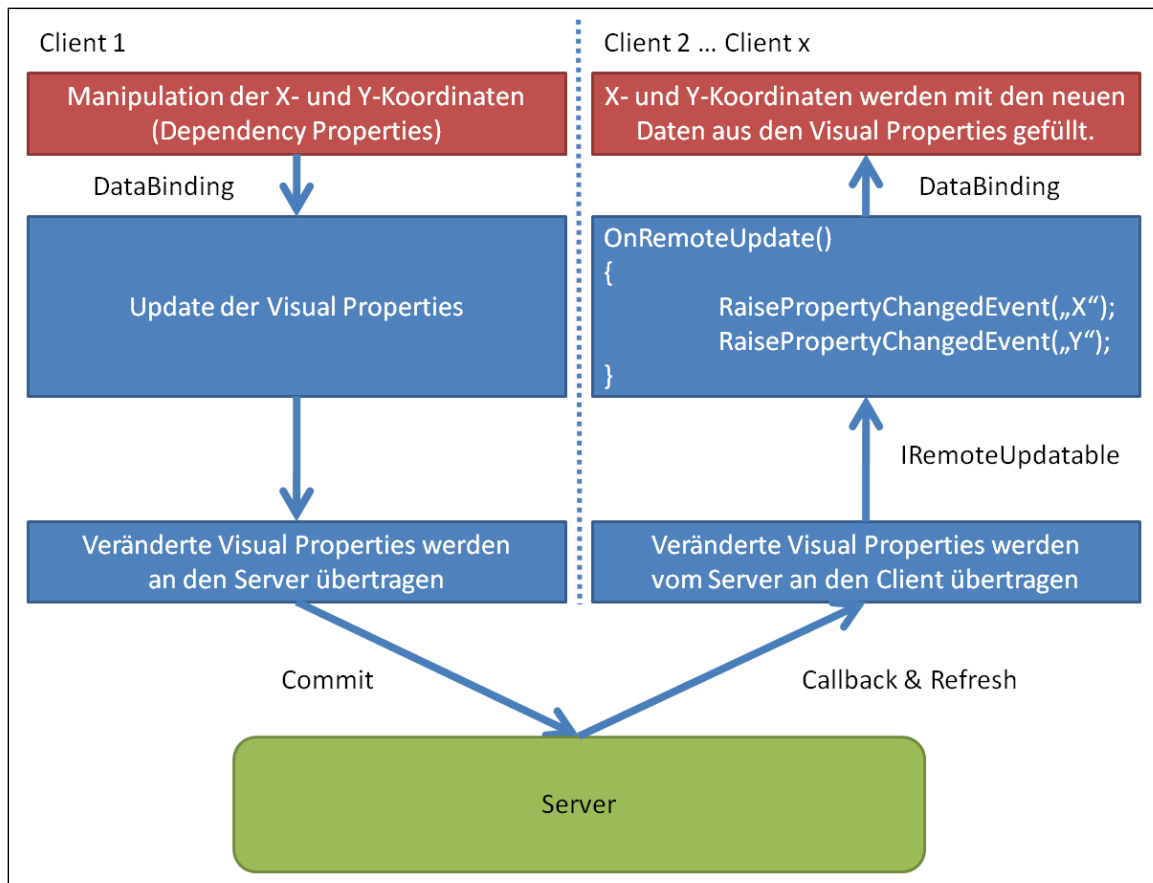 Client 1
Manipulation der X- und Y-Koordinaten
(Dependency Properties)
DataBinding
Update der Visual Properties
Veränderte Visual Properties werden
an den Server übertragen
Commit
Client 2 ... Client x
X- und Y-Koordinaten werden mit den neuen
Daten aus den Visual Properties gefüllt.
DataBinding
OnRemoteUpdate()
{
RaisePropertyChangedEvent(„X“);
RaisePropertyChangedEvent(„Y“);
}
IRemoteUpdatable
Veränderte Visual Properties werden
vom Server an den Client übertragen
Callback & Refresh
Server